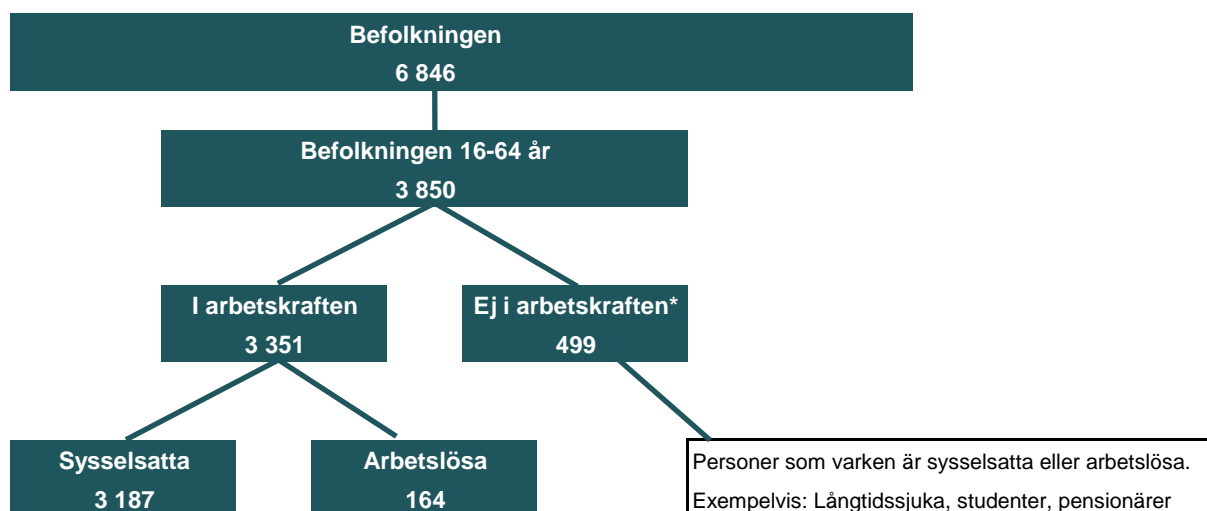 Befolkningen
6 846
Befolkningen 16-64 år
3 850
I arbetskraften
3 351
Ej i arbetskraften*
499
Sysselsatta
3 187
Arbetslösa
164
Personer som varken är sysselsatta eller arbetslösa.
Exempelvis: Långtidssjuka, studenter, pensionärer